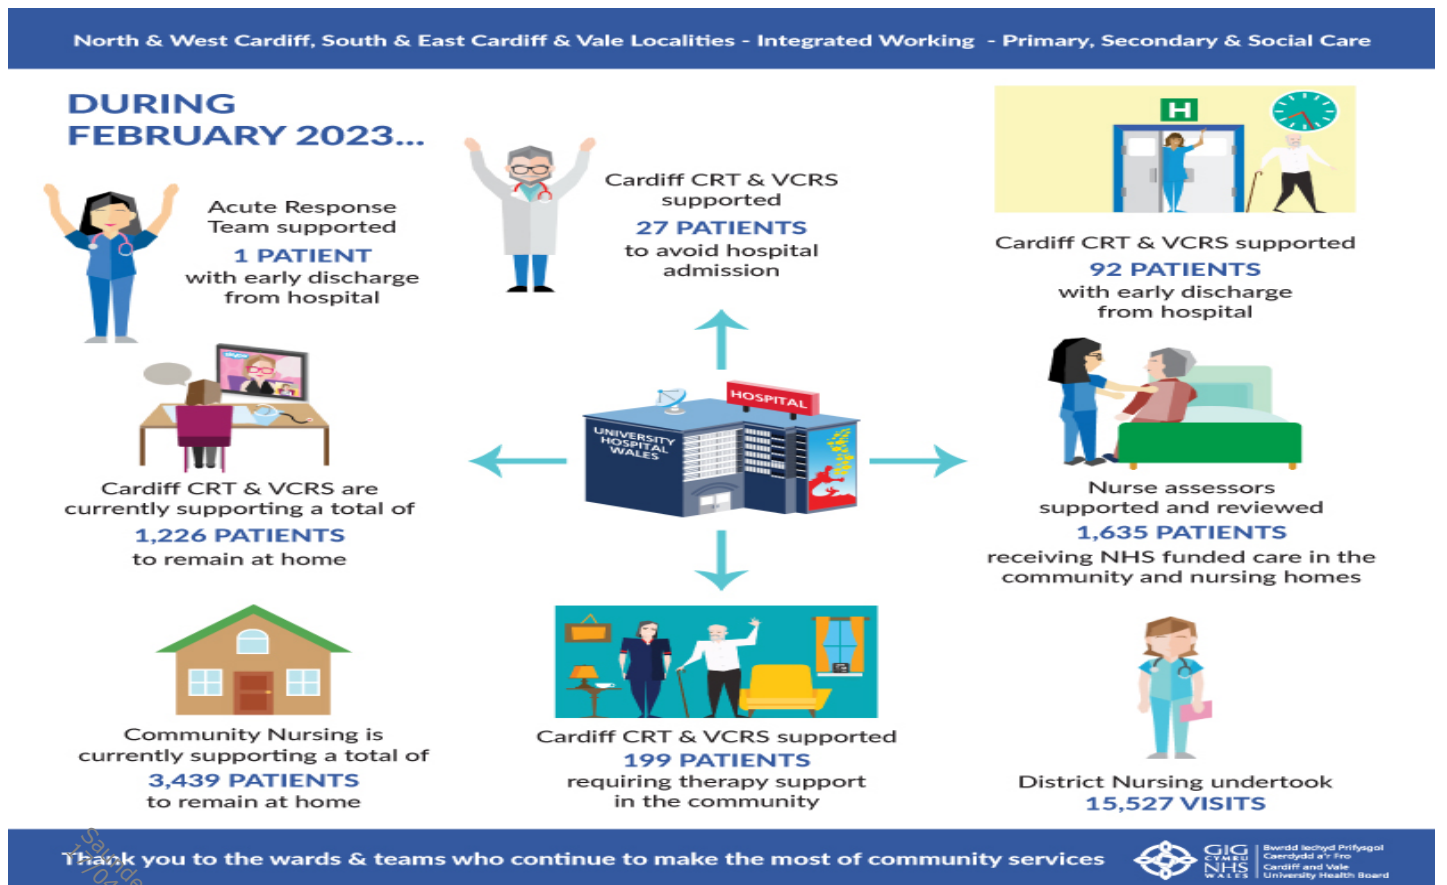 North & West Cardiff, South & East Cardiff & Vale Localities - Integrated Working - Primary, Secondary & Social Care
DURING
FEBRUARY 2023...
Acute Response
Team supported
1 PATIENT
with early discharge
from hospital
Cardiff CRT & VCRS
supported
27 PATIENTS
to avoid hospital
admission
H
Cardiff CRT & VCRS supported
92 PATIENTS
with early discharge
from hospital
Cardiff CRT & VCRS are
currently supporting a total of
1,226 PATIENTS
to remain at home
HOSPITAL
UNIVERSITY
HOSPITAL
WALES
Nurse assessors
supported and reviewed
1,635 PATIENTS
receiving NHS funded care in the
community and nursing homes
Community Nursing is
currently supporting a total of
3,439 PATIENTS
to remain at home
Cardiff CRT & VCRS supported
199 PATIENTS
requiring therapy support
in the community
District Nursing undertook
15,527 VISITS
Thank you to the wards & teams who continue to make the most of community services
GIG
CYMRU
NHS
WALES
Bwrdd Iechyd Prifysgol
Caerdydd a'r Fro
Cardiff and Vale
University Health Board